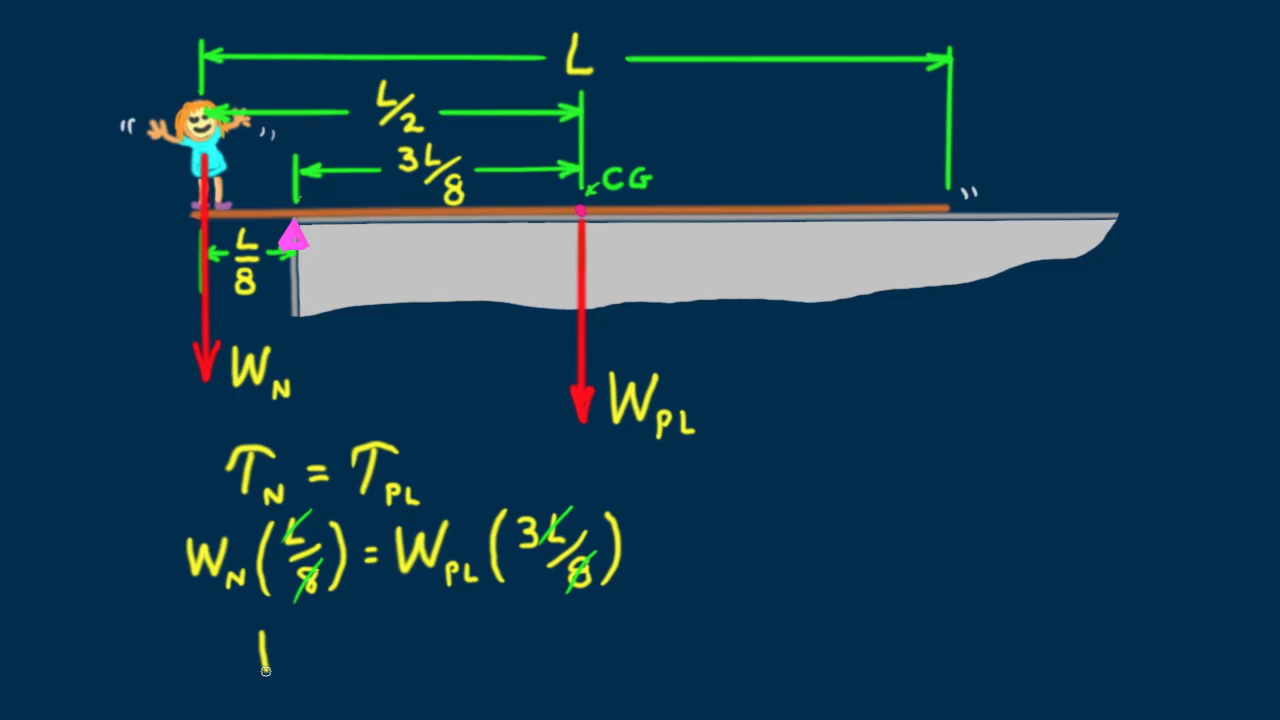 L
L/2
3L/8
CG
L/8
W_N
W_PL
τ_N = τ_PL
W_N (L/8) = W_PL (3L/8)